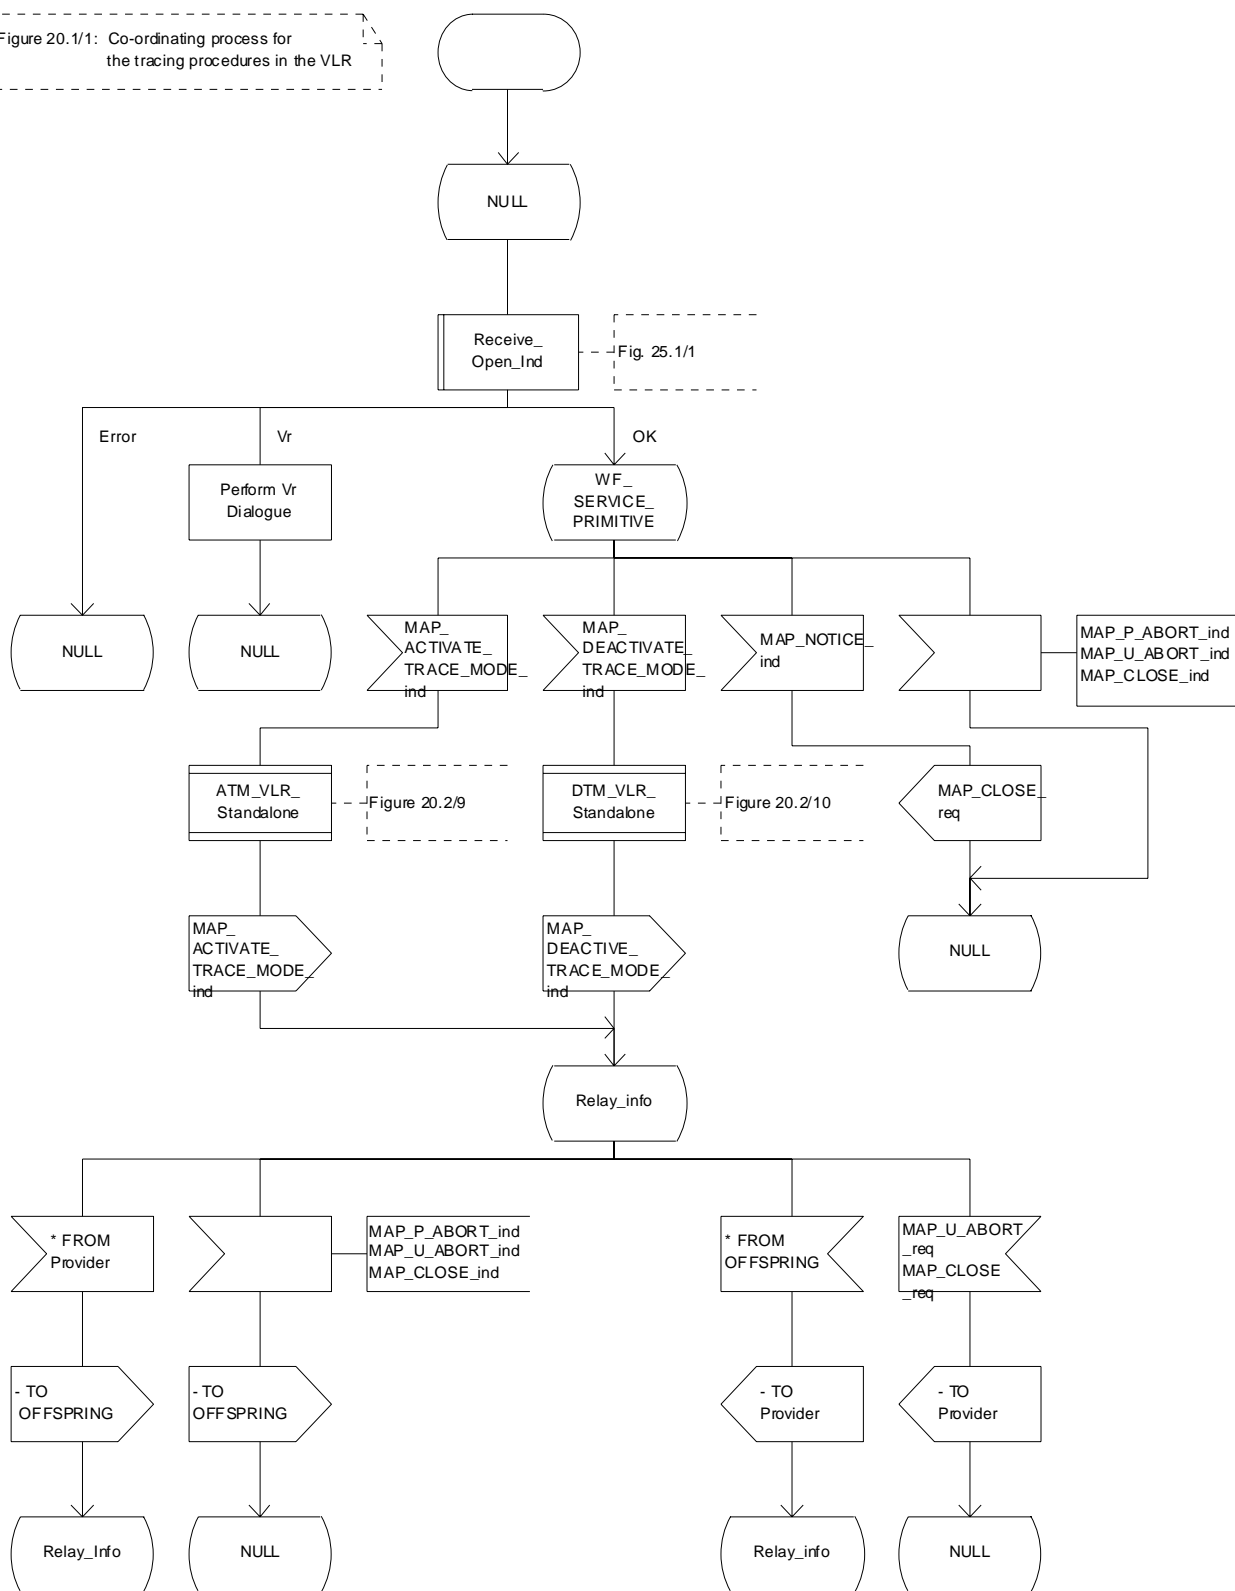 Figure 20.1/1: Co-ordinating process for
the tracing procedures in the VLR
NULL
Receive_
Open_Ind
Fig. 25.1/1
Error
Vr
OK
Perform Vr
Dialogue
WF_
SERVICE_
PRIMITIVE
NULL
NULL
MAP_
ACTIVATE_
TRACE_MODE_
ind
MAP_
DEACTIVATE_
TRACE_MODE_
ind
MAP_NOTICE_
ind
MAP_P_ABORT_ind
MAP_U_ABORT_ind
MAP_CLOSE_ind
ATM_VLR_
Standalone
Figure 20.2/9
DTM_VLR_
Standalone
Figure 20.2/10
MAP_CLOSE_
req
MAP_
ACTIVATE_
TRACE_MODE_
ind
MAP_
DEACTIVE_
TRACE_MODE_
ind
NULL
Relay_info
* FROM
Provider
MAP_P_ABORT_ind
MAP_U_ABORT_ind
MAP_CLOSE_ind
* FROM
OFFSPRING
MAP_U_ABORT
_req
MAP_CLOSE
_req
- TO
OFFSPRING
- TO
OFFSPRING
- TO
Provider
- TO
Provider
Relay_Info
NULL
Relay_info
NULL